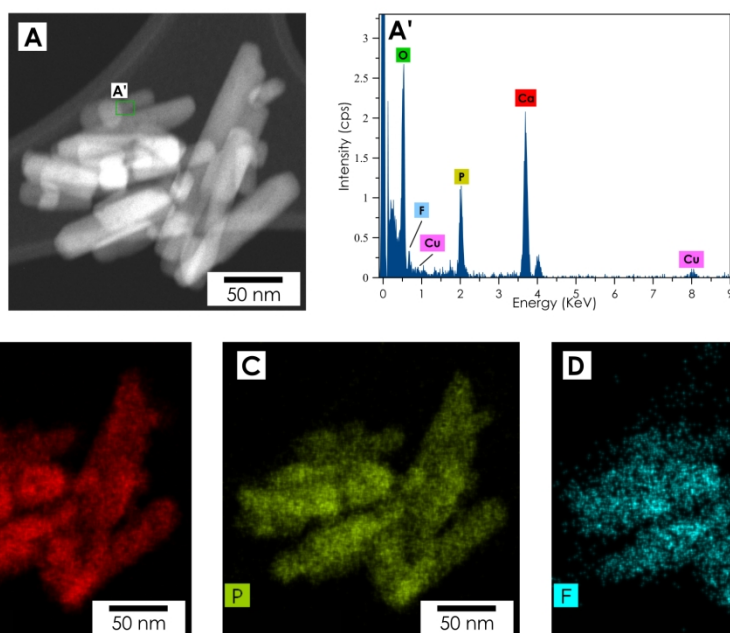 A
A'
50 nm
A'
O
Ca
P
F
Cu
Cu
3
2.5
2
1.5
1
0.5
0
Intensity (cps)
0 1 2 3 4 5 6 7 8 9
Energy (KeV)
C
P
50 nm
50 nm
D
F